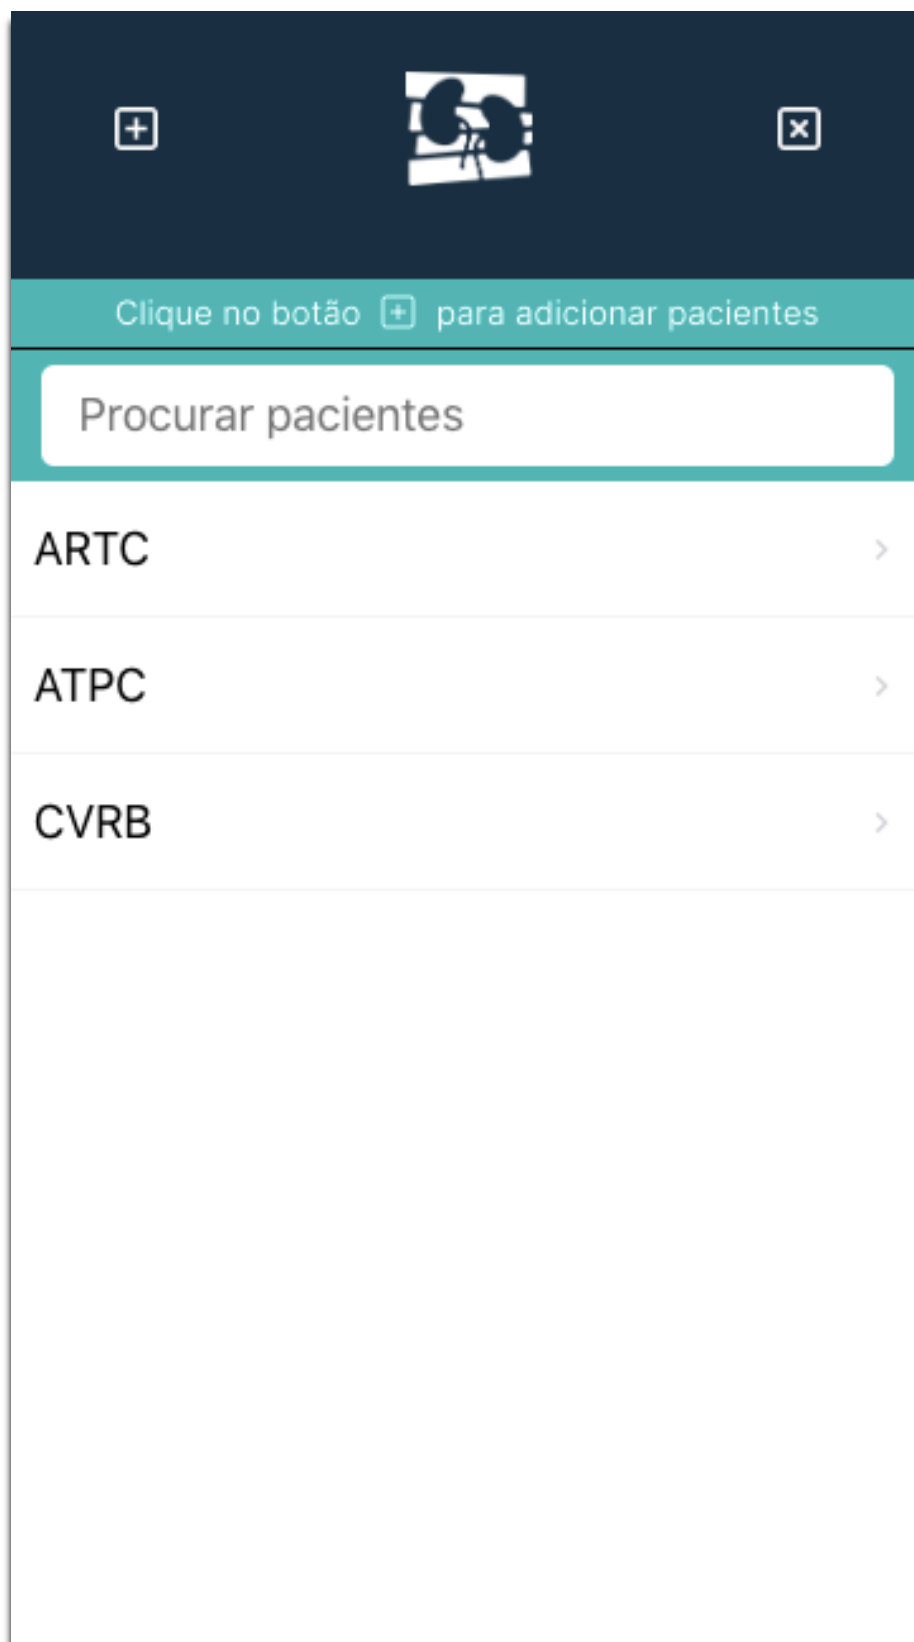 Clique no botão para adicionar pacientes
Procurar pacientes
ARTC
ATPC
CVRB